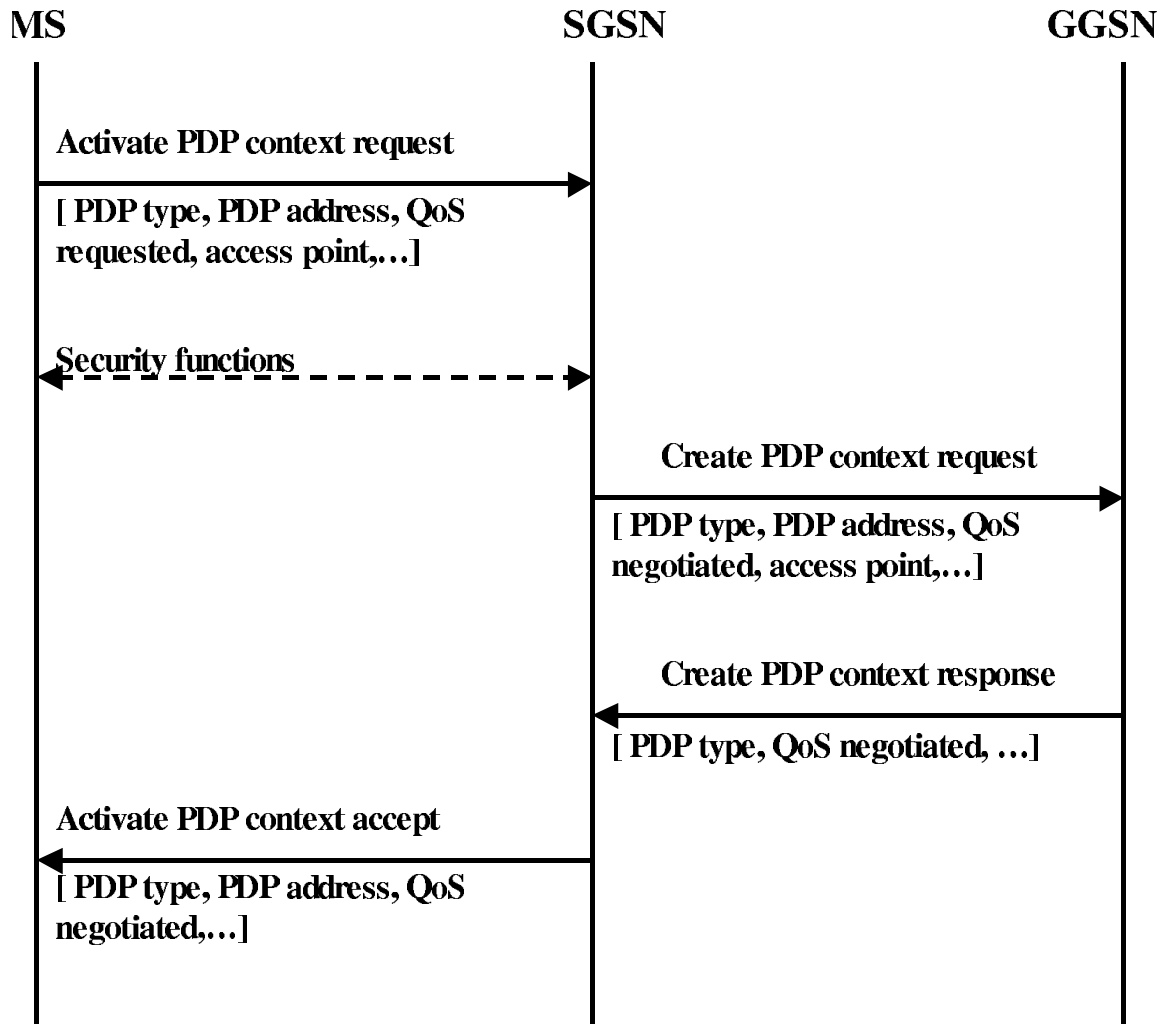 MS SGSN GGSN
Activate PDP context request
[ PDP type, PDP address, QoS
requested, access point,…]
Security functions
Create PDP context request
[ PDP type, PDP address, QoS
negotiated, access point,…]
Create PDP context response
[ PDP type, QoS negotiated, …]
Activate PDP context accept
[ PDP type, PDP address, QoS
negotiated,…]